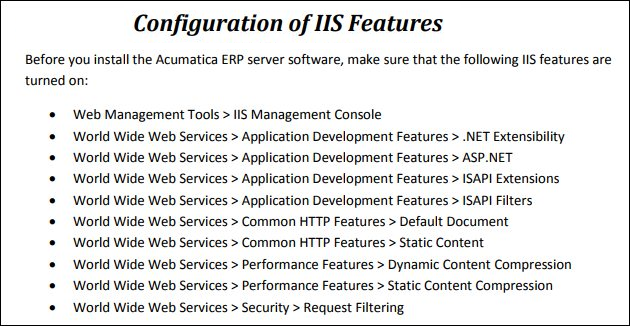 Configuration of IIS Features
Before you install the Acumatica ERP server software, make sure that the following IIS features are
turned on:
• Web Management Tools > IIS Management Console
• World Wide Web Services > Application Development Features > .NET Extensibility
• World Wide Web Services > Application Development Features > ASP.NET
• World Wide Web Services > Application Development Features > ISAPI Extensions
• World Wide Web Services > Application Development Features > ISAPI Filters
• World Wide Web Services > Common HTTP Features > Default Document
• World Wide Web Services > Common HTTP Features > Static Content
• World Wide Web Services > Performance Features > Dynamic Content Compression
• World Wide Web Services > Performance Features > Static Content Compression
• World Wide Web Services > Security > Request Filtering